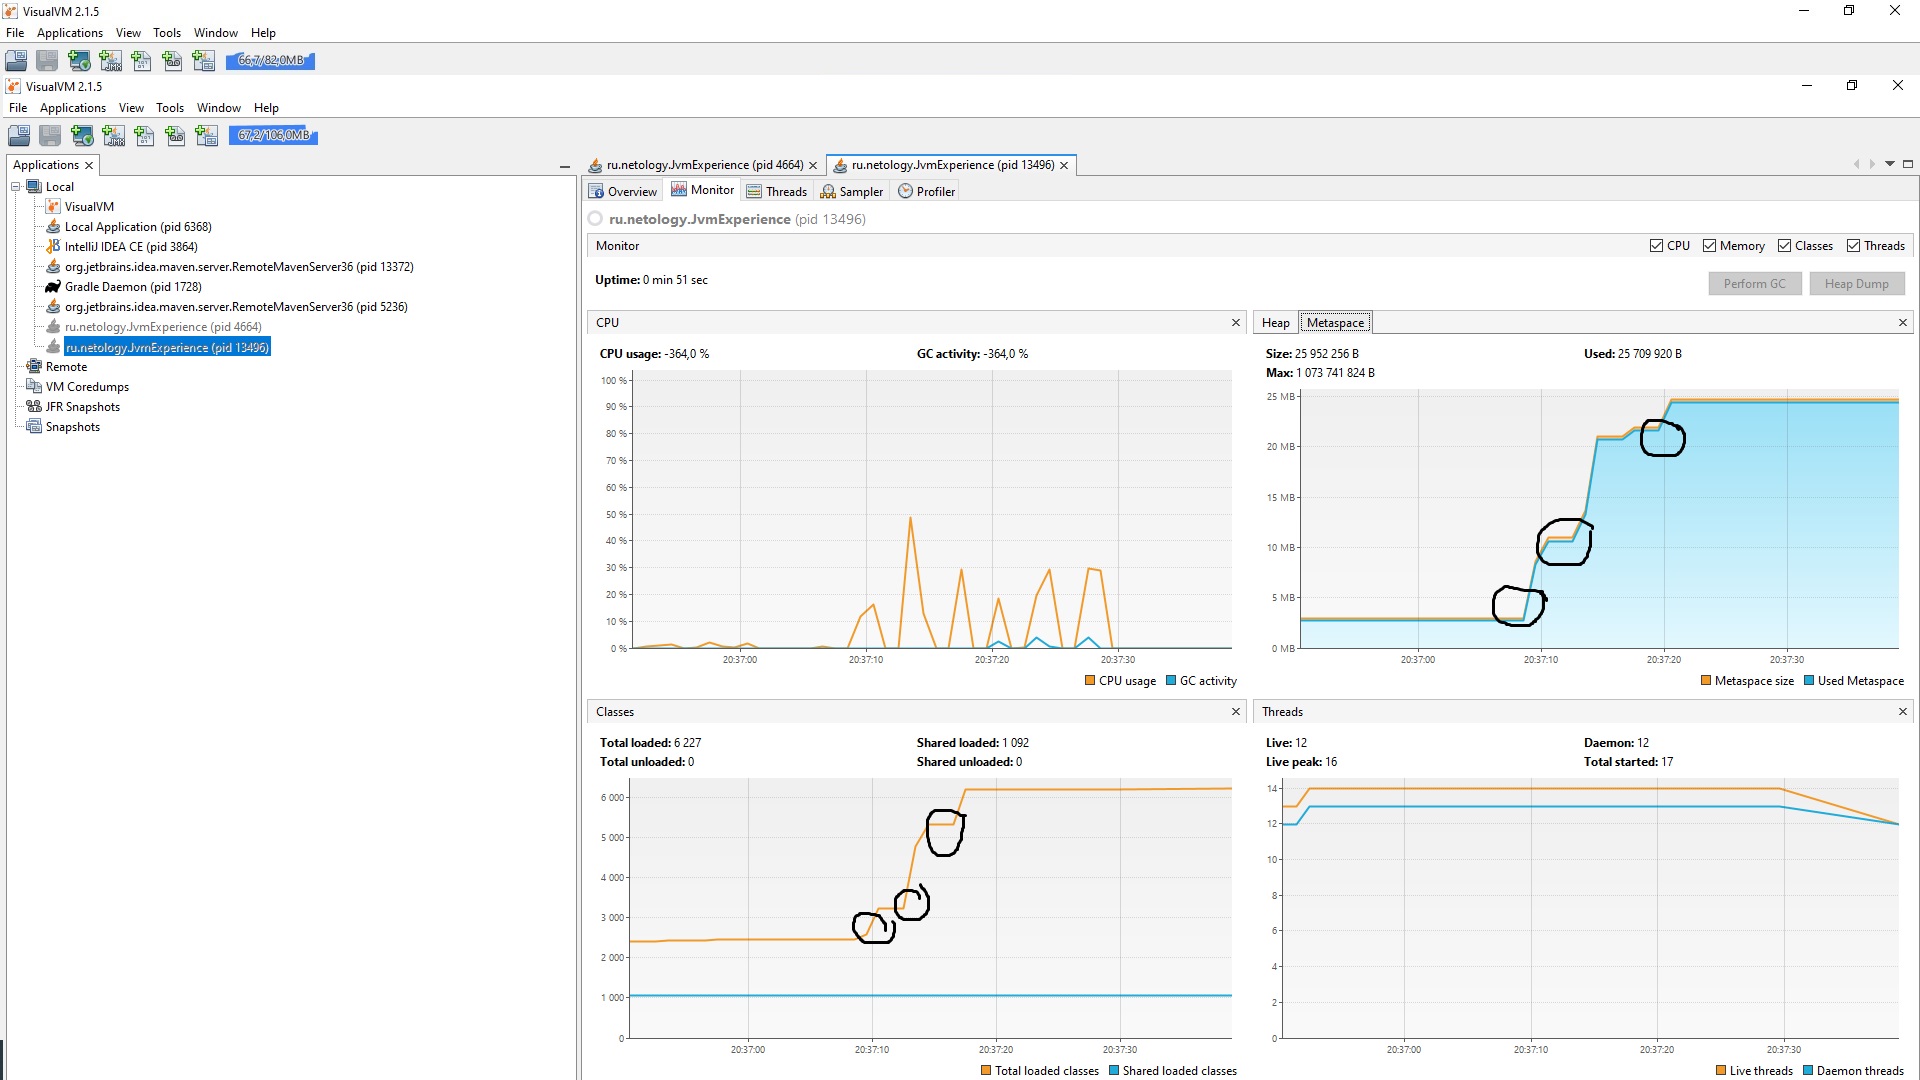 VisualVM 2.1.5
File Applications View Tools Window Help
66,7/82,0MB
VisualVM 2.1.5
File Applications View Tools Window Help
67,2/106,0MB
Applications
Local
VisualVM
Local Application (pid 6368)
IntelliJ IDEA CE (pid 3864)
org.jetbrains.idea.maven.server.RemoteMavenServer36 (pid 13372)
Gradle Daemon (pid 1728)
org.jetbrains.idea.maven.server.RemoteMavenServer36 (pid 5236)
ru.netology.JvmExperience (pid 4664)
ru.netology.JvmExperience (pid 13496)
Remote
VM Coredumps
JFR Snapshots
Snapshots
ru.netology.JvmExperience (pid 4664) ru.netology.JvmExperience (pid 13496)
Overview Monitor Threads Sampler Profiler
ru.netology.JvmExperience (pid 13496)
Monitor CPU Memory Classes Threads
Uptime: 0 min 51 sec Perform GC Heap Dump
CPU
CPU usage: -364,0 % GC activity: -364,0 %
100 %
90 %
80 %
70 %
60 %
50 %
40 %
30 %
20 %
10 %
0 %
20:37:00 20:37:10 20:37:20 20:37:30
CPU usage GC activity
Heap Metaspace
Size: 25 952 256 B Used: 25 709 920 B
Max: 1 073 741 824 B
25 MB
20 MB
15 MB
10 MB
5 MB
0 MB
20:37:00 20:37:10 20:37:20 20:37:30
Metaspace size Used Metaspace
Classes
Total loaded: 6 227 Shared loaded: 1 092
Total unloaded: 0 Shared unloaded: 0
6 000
5 000
4 000
3 000
2 000
1 000
0
20:37:00 20:37:10 20:37:20 20:37:30
Total loaded classes Shared loaded classes
Threads
Live: 12 Daemon: 12
Live peak: 16 Total started: 17
14
12
10
8
6
4
2
0
20:37:00 20:37:10 20:37:20 20:37:30
Live threads Daemon threads